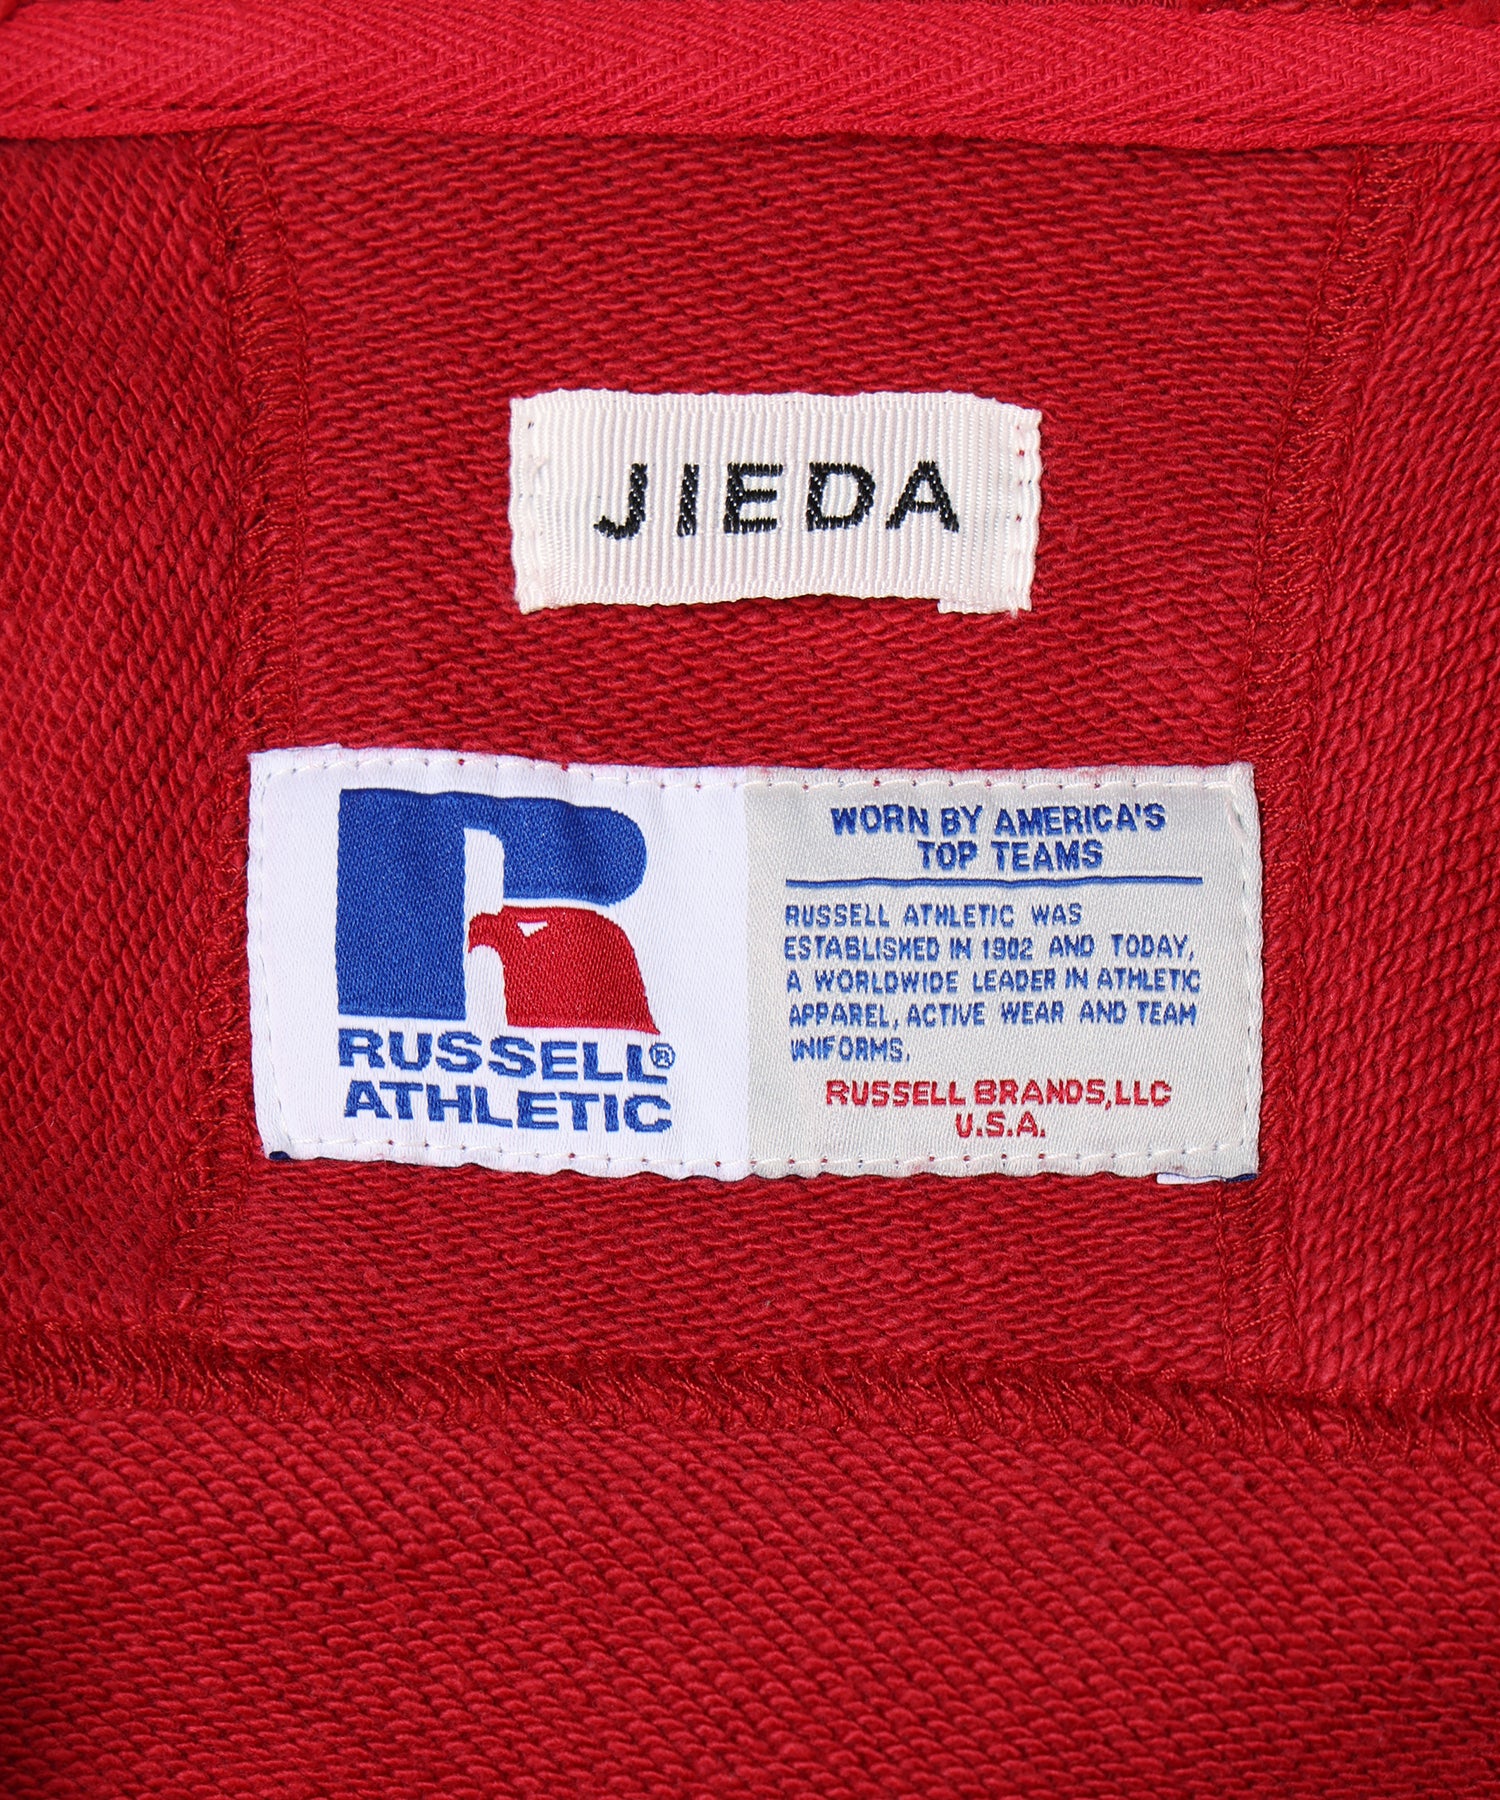 JIEDA
R
RUSSELL®
ATHLETIC
WORN BY AMERICA'S
TOP TEAMS
RUSSELL ATHLETIC WAS
ESTABLISHED IN 1902 AND TODAY,
A WORLDWIDE LEADER IN ATHLETIC
APPAREL, ACTIVE WEAR AND TEAM
UNIFORMS.
RUSSELL BRANDS, LLC
U.S.A.